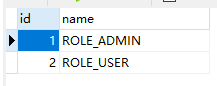 id name
1 ROLE_ADMIN
2 ROLE_USER